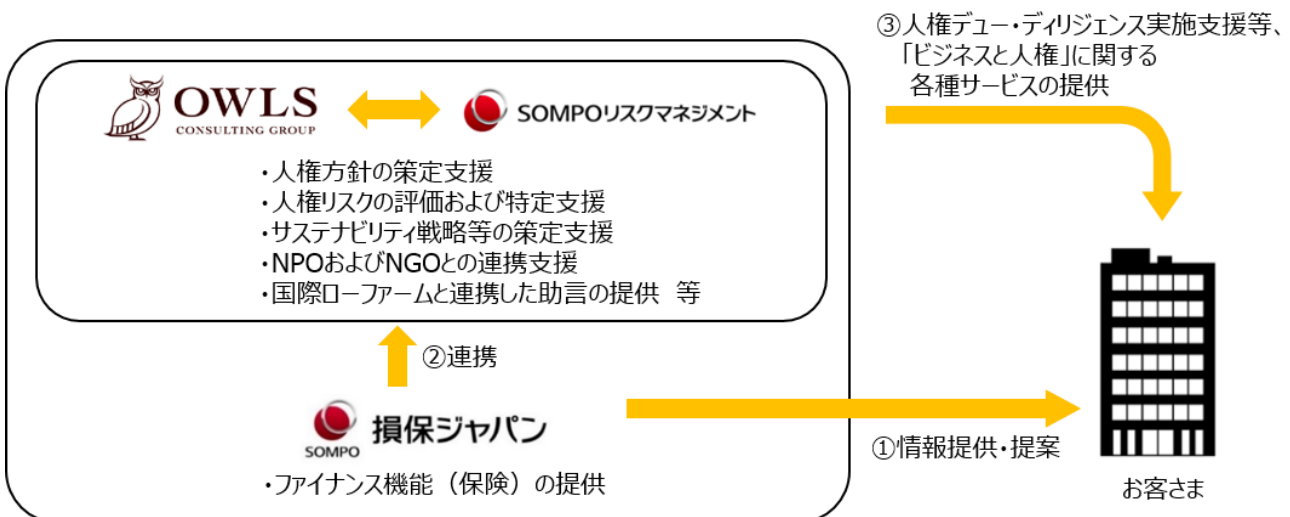 ③人権デュー・ディリジェンス実施支援等、
「ビジネスと人権」に関する
各種サービスの提供
OWLS
CONSULTING GROUP
SOMPOリスクマネジメント
・人権方針の策定支援
・人権リスクの評価および特定支援
・サステナビリティ戦略等の策定支援
・NPOおよびNGOとの連携支援
・国際ローファームと連携した助言の提供 等
②連携
SOMPO
損保ジャパン
・ファイナンス機能（保険）の提供
①情報提供・提案
お客さま